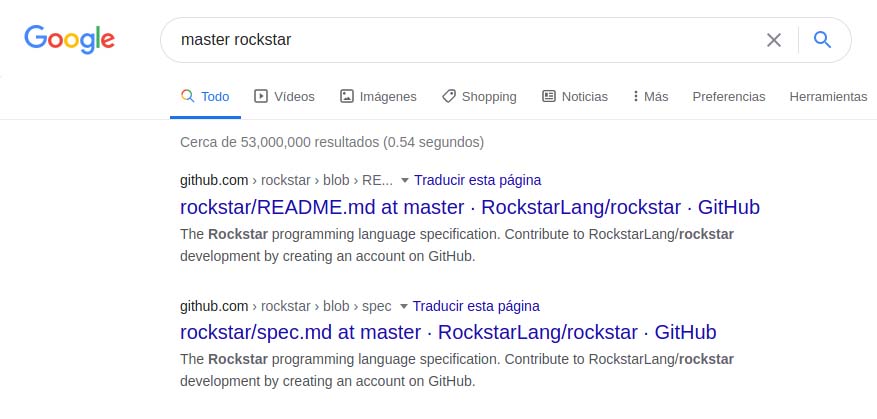 Google
master rockstar
Todo Vídeos Imágenes Shopping Noticias Más Preferencias Herramientas
Cerca de 53,000,000 resultados (0.54 segundos)
github.com › rockstar › blob › RE... Traducir esta página
rockstar/README.md at master · RockstarLang/rockstar · GitHub
The Rockstar programming language specification. Contribute to RockstarLang/rockstar
development by creating an account on GitHub.
github.com › rockstar › blob › spec Traducir esta página
rockstar/spec.md at master · RockstarLang/rockstar · GitHub
The Rockstar programming language specification. Contribute to RockstarLang/rockstar
development by creating an account on GitHub.